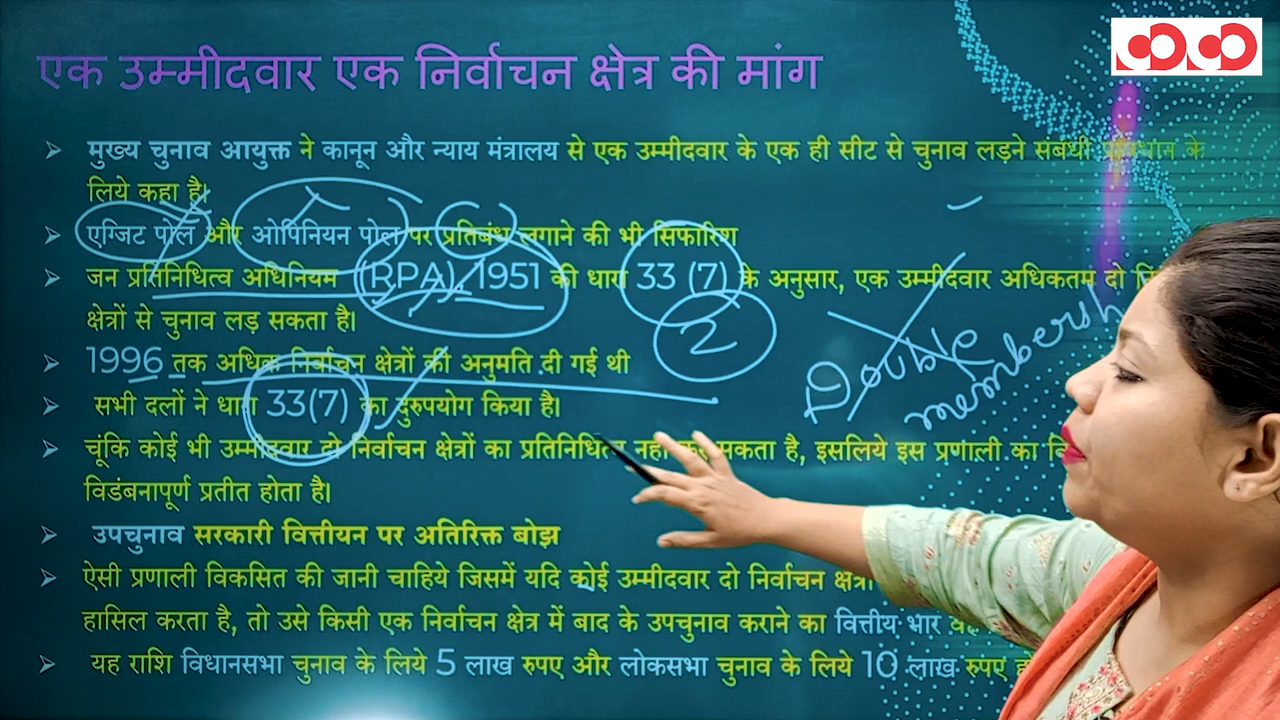 एक उम्मीदवार एक निर्वाचन क्षेत्र की मांग
मुख्य चुनाव आयुक्त ने कानून और न्याय मंत्रालय से एक उम्मीदवार के एक ही सीट से चुनाव लड़ने संबंधी के
लिये कहा है।
एग्जिट पोल और ओपिनियन पोल पर प्रतिबंध लगाने की भी सिफारिश
जन प्रतिनिधित्व अधिनियम (RPA), 1951 की धारा 33 (7) के अनुसार, एक उम्मीदवार अधिकतम दो
क्षेत्रों से चुनाव लड़ सकता है।
2
Double
membersh
1996 तक अधिक निर्वाचन क्षेत्रों की अनुमति दी गई थी
सभी दलों ने धारा 33(7) का दुरुपयोग किया है।
चूंकि कोई भी उम्मीदवार दो निर्वाचन क्षेत्रों का प्रतिनिधित्व नहीं कर सकता है, इसलिये इस प्रणाली का
विडंबनापूर्ण प्रतीत होता है।
उपचुनाव सरकारी वित्तीयन पर अतिरिक्त बोझ
ऐसी प्रणाली विकसित की जानी चाहिये जिसमें यदि कोई उम्मीदवार दो निर्वाचन क्षेत्रों
हासिल करता है, तो उसे किसी एक निर्वाचन क्षेत्र में बाद के उपचुनाव कराने का वित्तीय भार
यह राशि विधानसभा चुनाव के लिये 5 लाख रुपए और लोकसभा चुनाव के लिये 10 लाख रुपए